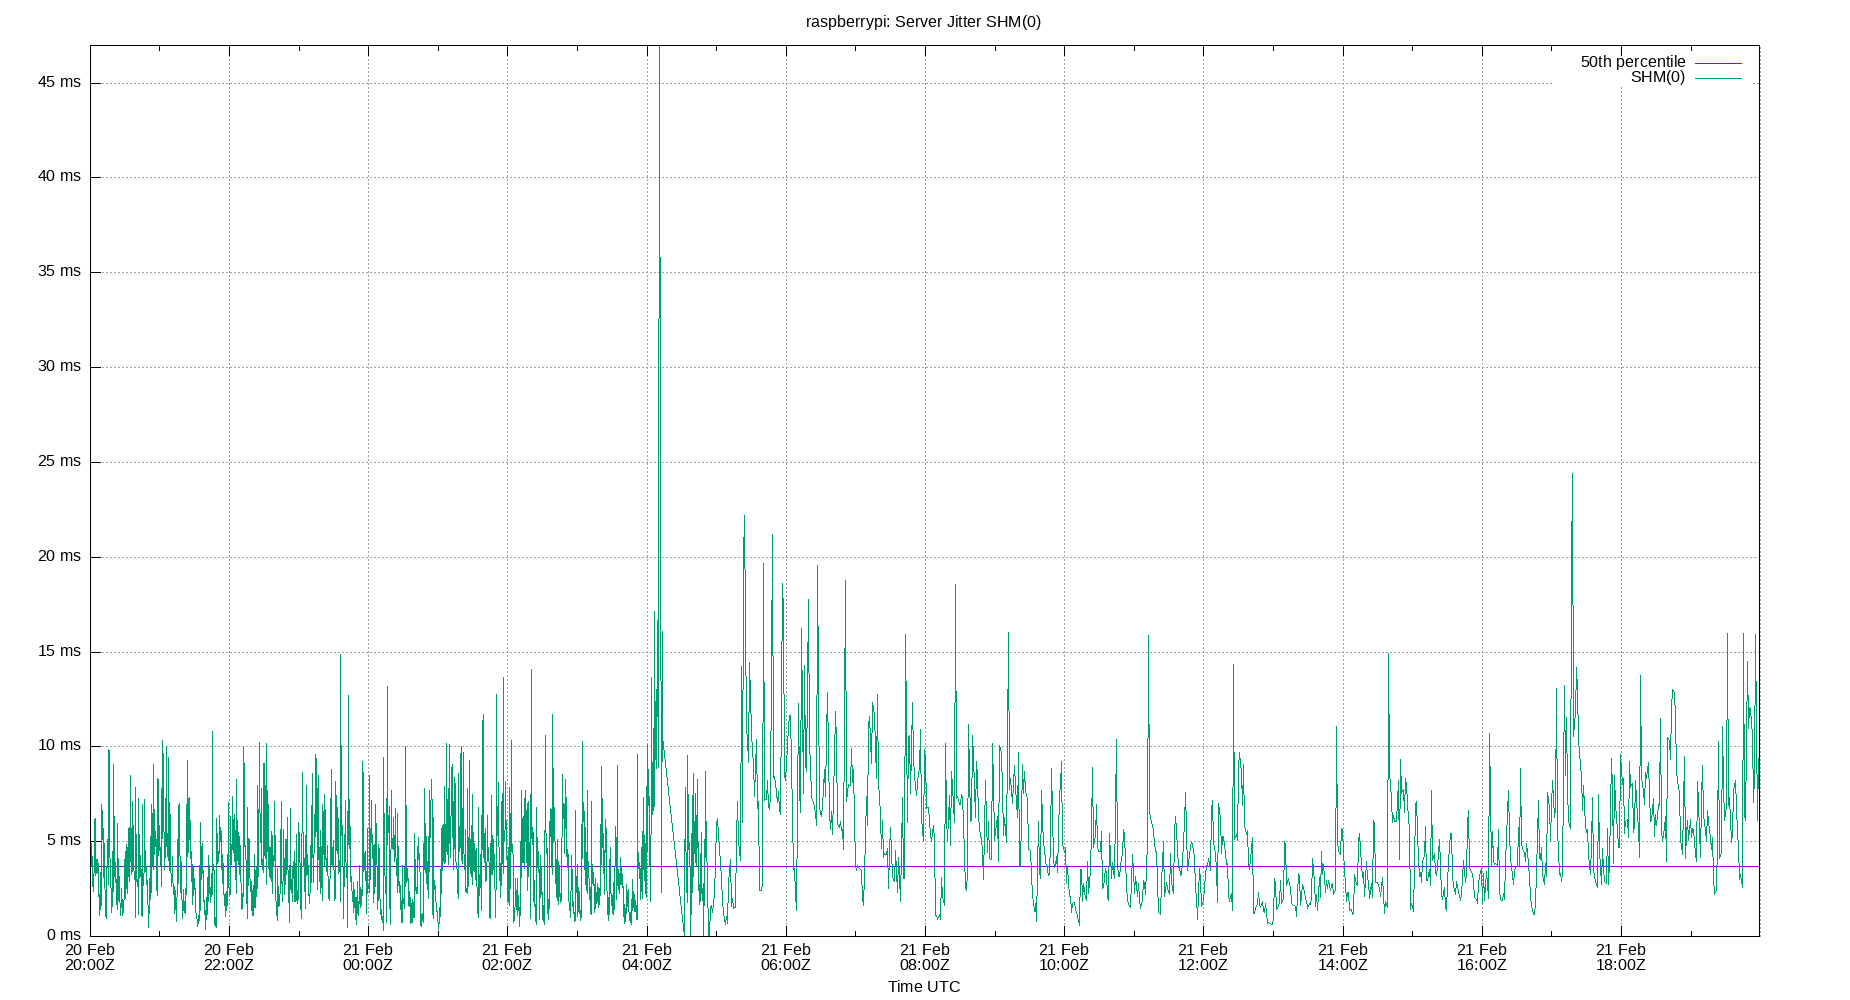 raspberrypi: Server Jitter SHM(0)
50th percentile
SHM(0)
45 ms
40 ms
35 ms
30 ms
25 ms
20 ms
15 ms
10 ms
5 ms
0 ms
20 Feb 20 Feb 21 Feb 21 Feb 21 Feb 21 Feb 21 Feb 21 Feb 21 Feb 21 Feb 21 Feb 21 Feb
20:00Z 22:00Z 00:00Z 02:00Z 04:00Z 06:00Z 08:00Z 10:00Z 12:00Z 14:00Z 16:00Z 18:00Z
Time UTC